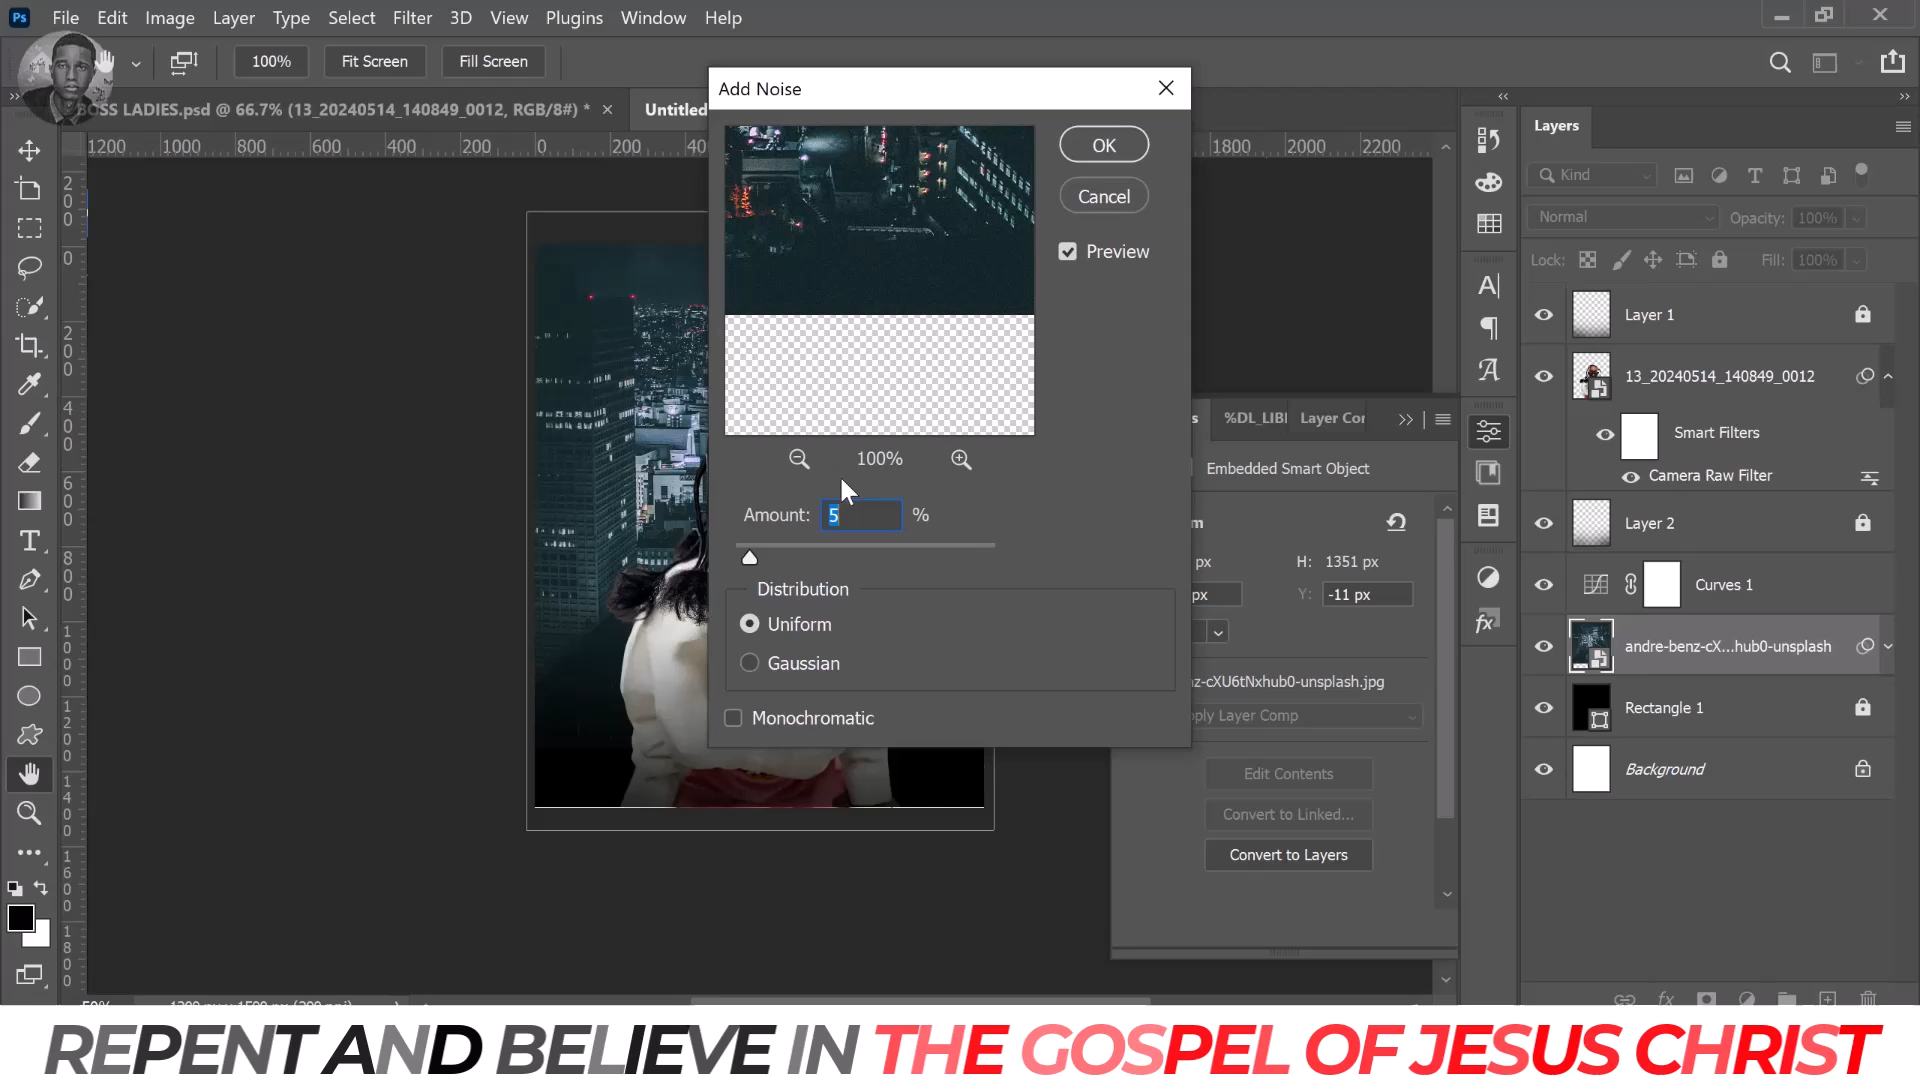 Ps File Edit Image Layer Type Select Filter 3D View Plugins Window Help
100% Fit Screen Fill Screen
BOSS LADIES.psd @ 66.7% (13_20240514_140849_0012, RGB/8#) * Untitled
1200 1000 800 600 400 200 0 200 1800 2000 2200
Add Noise
OK
Cancel
Preview
100%
Amount: 5 %
Distribution
Uniform
Gaussian
Monochromatic
%DL_LIB Layer Cor
Embedded Smart Object
px H: 1351 px
px Y: -11 px
z-cXU6tNxhub0-unsplash.jpg
ply Layer Comp
Edit Contents
Convert to Linked...
Convert to Layers
Layers
Kind
Normal Opacity: 100%
Lock: Fill: 100%
Layer 1
13_20240514_140849_0012
Smart Filters
Camera Raw Filter
Layer 2
Curves 1
andre-benz-cX...hub0-unsplash
Rectangle 1
Background
REPENT AND BELIEVE IN THE GOSPEL OF JESUS CHRIST